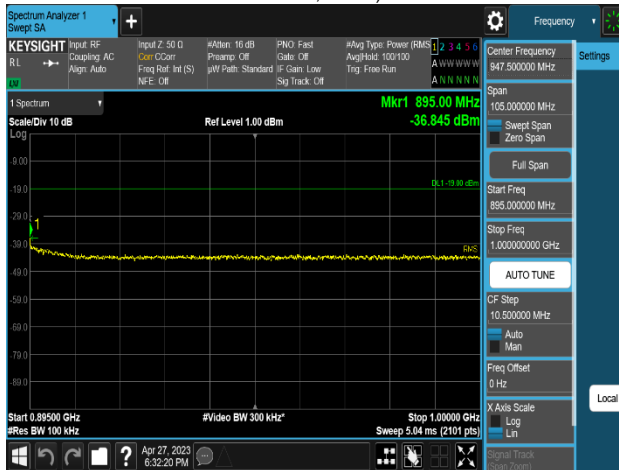 Spectrum Analyzer 1
Swept SA
Frequency
KEYSIGHT
RL
Input: RF
Coupling: AC
Align: Auto
Input Z: 50 Ω
Corr CCorr
Freq Ref: Int (S)
NFE: Off
#Atten: 16 dB
Preamp: Off
µW Path: Standard
PNO: Fast
Gate: Off
IF Gain: Low
Sig Track: Off
#Avg Type: Power (RMS
Avg|Hold: 100/100
Trig: Free Run
1 2 3 4 5 6
A W W W W W
A N N N N N
Center Frequency
947.500000 MHz
Settings
Span
105.000000 MHz
Swept Span
Zero Span
Full Span
Start Freq
895.000000 MHz
Stop Freq
1.000000000 GHz
AUTO TUNE
CF Step
10.500000 MHz
Auto
Man
Freq Offset
0 Hz
X Axis Scale
Log
Lin
Signal Track
(Span Zoom)
Local
1 Spectrum
Scale/Div 10 dB
Log
Ref Level 1.00 dBm
Mkr1 895.00 MHz
-36.845 dBm
-9.00
-19.0
DL1 -19.00 dBm
-29.0
1
-39.0
RMS
-49.0
-59.0
-69.0
-79.0
-89.0
Start 0.89500 GHz
#Res BW 100 kHz
#Video BW 300 kHz*
Stop 1.00000 GHz
Sweep 5.04 ms (2101 pts)
?
Apr 27, 2023
6:32:20 PM